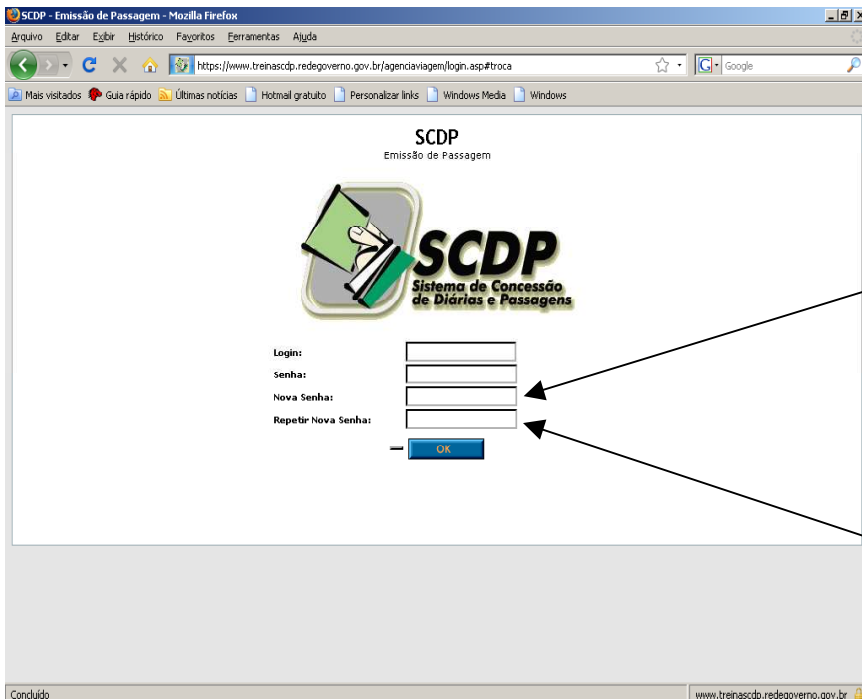 SCDP - Emissão de Passagem - Mozilla Firefox
Arquivo Editar Exibir Histórico Favoritos Ferramentas Ajuda
https://www.treinascdp.redegoverno.gov.br/agenciaviagem/login.asp#troca
G Google
Mais visitados Guia rápido Últimas notícias Hotmail gratuito Personalizar links Windows Media Windows
SCDP
Emissão de Passagem
SCDP
Sistema de Concessão
de Diárias e Passagens
Login:
Senha:
Nova Senha:
Repetir Nova Senha:
OK
Concluído www.treinascdp.redegoverno.gov.br